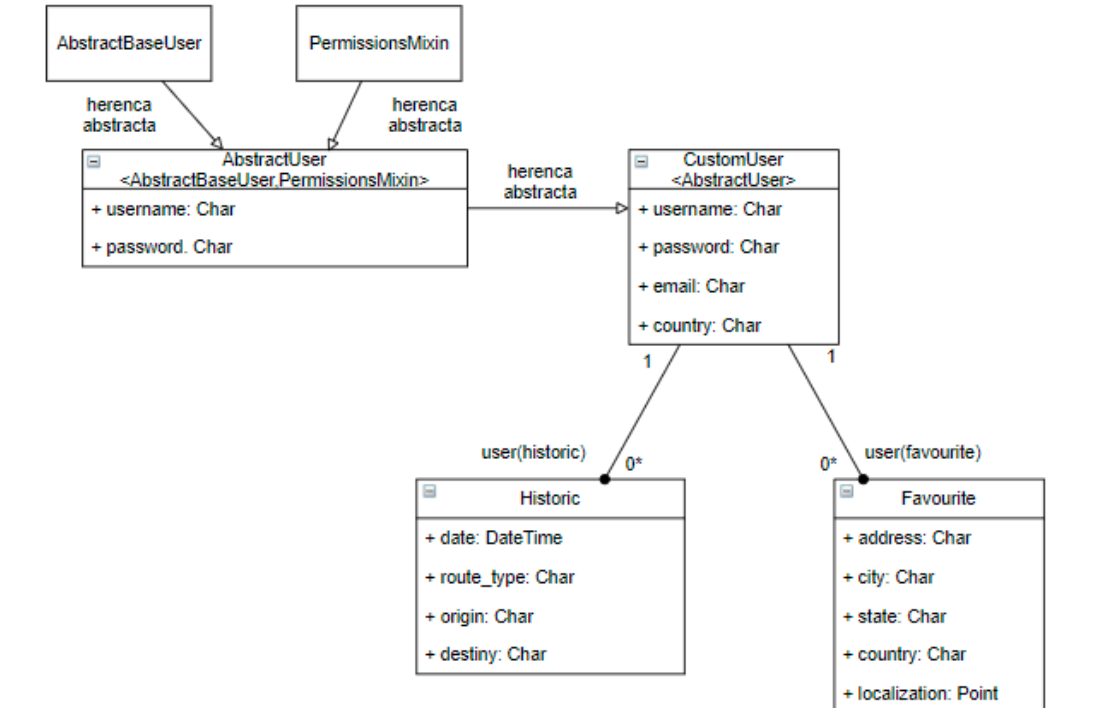 AbstractBaseUser
PermissionsMixin
herenca
abstracta
herenca
abstracta
AbstractUser
<AbstractBaseUser,PermissionsMixin>
+ username: Char
+ password. Char
herenca
abstracta
CustomUser
<AbstractUser>
+ username: Char
+ password: Char
+ email: Char
+ country: Char
1
1
user(historic)
0*
0*
user(favourite)
Historic
+ date: DateTime
+ route_type: Char
+ origin: Char
+ destiny: Char
Favourite
+ address: Char
+ city: Char
+ state: Char
+ country: Char
+ localization: Point